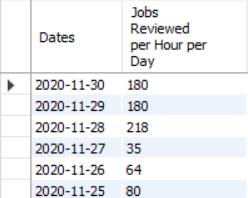 Dates Jobs
Reviewed
per Hour per
Day
2020-11-30 180
2020-11-29 180
2020-11-28 218
2020-11-27 35
2020-11-26 64
2020-11-25 80